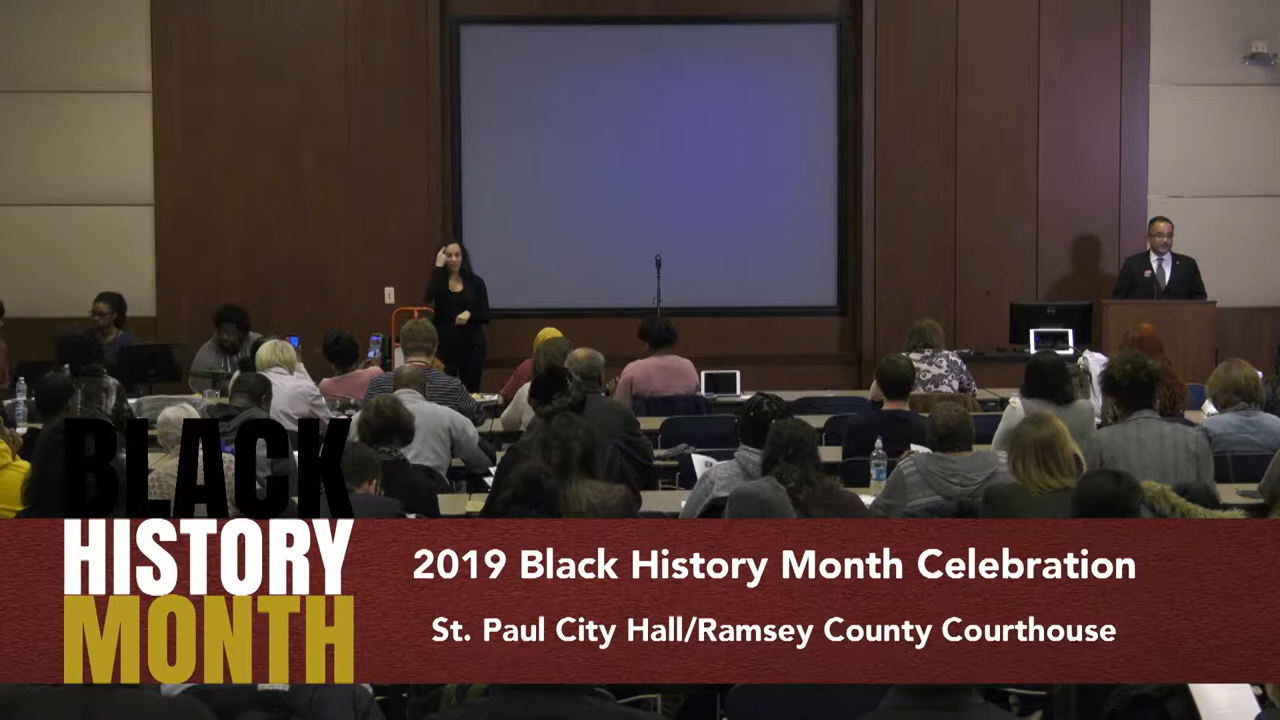 BLACK
HISTORY
MONTH
2019 Black History Month Celebration
St. Paul City Hall/Ramsey County Courthouse